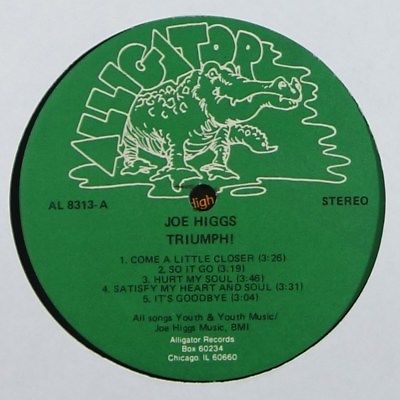 ALLIGATOR
High
AL 8313-A
STEREO
JOE HIGGS
TRIUMPH!
1. COME A LITTLE CLOSER (3:26)
2. SO IT GO (3:19)
3. HURT MY SOUL (3:46)
4. SATISFY MY HEART AND SOUL (3:31)
5. IT'S GOODBYE (3:04)
All songs Youth & Youth Music/
Joe Higgs Music, BMI
Alligator Records
Box 60234
Chicago, IL 60660